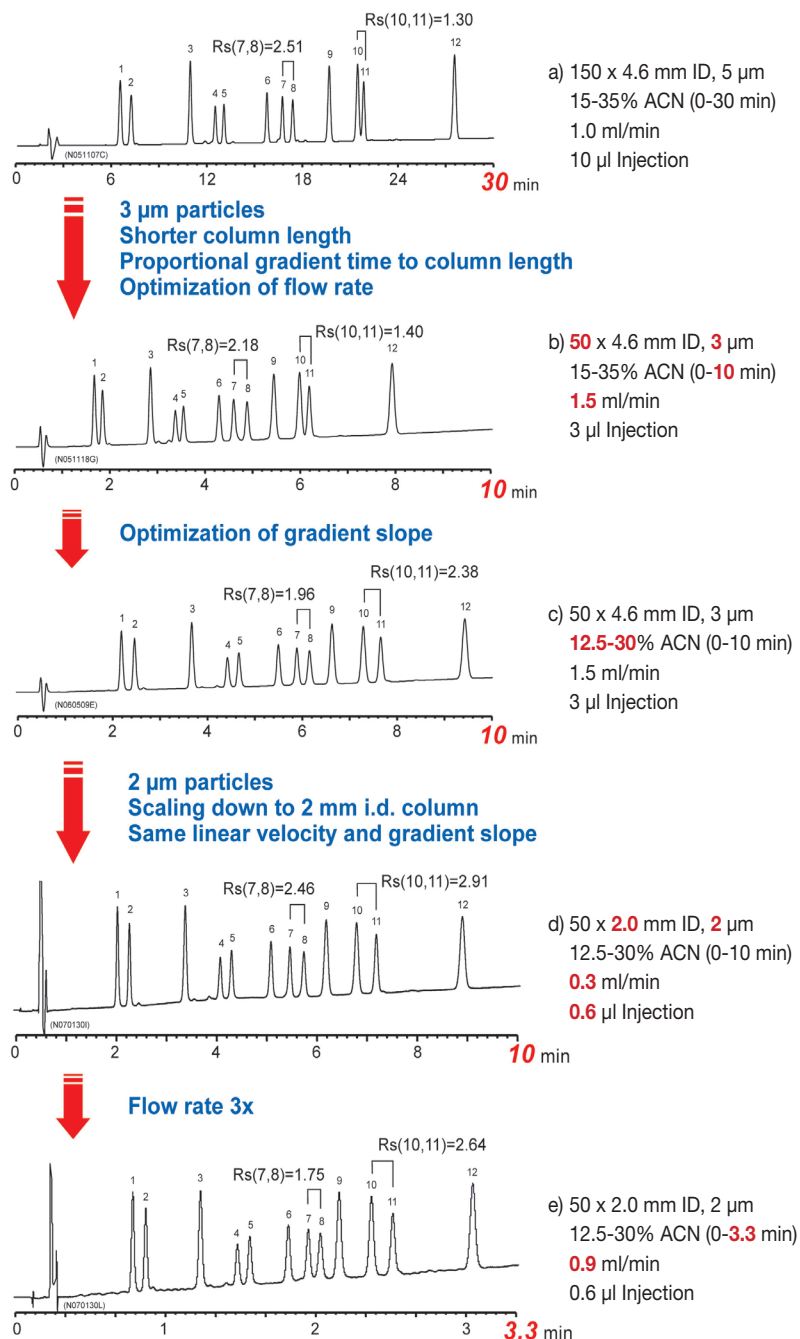 Rs(10,11)=1.30
Rs(7,8)=2.51
1 2 3 4 5 6 7 8 9 10 11 12
(N051107C)
0 6 12 18 24 30 min
a) 150 x 4.6 mm ID, 5 µm
15-35% ACN (0-30 min)
1.0 ml/min
10 µl Injection
3 µm particles
Shorter column length
Proportional gradient time to column length
Optimization of flow rate
Rs(10,11)=1.40
Rs(7,8)=2.18
1 2 3 4 5 6 7 8 9 10 11 12
(N051118G)
0 2 4 6 8 10 min
b) 50 x 4.6 mm ID, 3 µm
15-35% ACN (0-10 min)
1.5 ml/min
3 µl Injection
Optimization of gradient slope
Rs(10,11)=2.38
Rs(7,8)=1.96
1 2 3 4 5 6 7 8 9 10 11 12
(N060509E)
0 2 4 6 8 10 min
c) 50 x 4.6 mm ID, 3 µm
12.5-30% ACN (0-10 min)
1.5 ml/min
3 µl Injection
2 µm particles
Scaling down to 2 mm i.d. column
Same linear velocity and gradient slope
Rs(10,11)=2.91
Rs(7,8)=2.46
1 2 3 4 5 6 7 8 9 10 11 12
(N070130I)
0 2 4 6 8 10 min
d) 50 x 2.0 mm ID, 2 µm
12.5-30% ACN (0-10 min)
0.3 ml/min
0.6 µl Injection
Flow rate 3x
Rs(10,11)=2.64
Rs(7,8)=1.75
1 2 3 4 5 6 7 8 9 10 11 12
(N070130L)
0 1 2 3 3.3 min
e) 50 x 2.0 mm ID, 2 µm
12.5-30% ACN (0-3.3 min)
0.9 ml/min
0.6 µl Injection